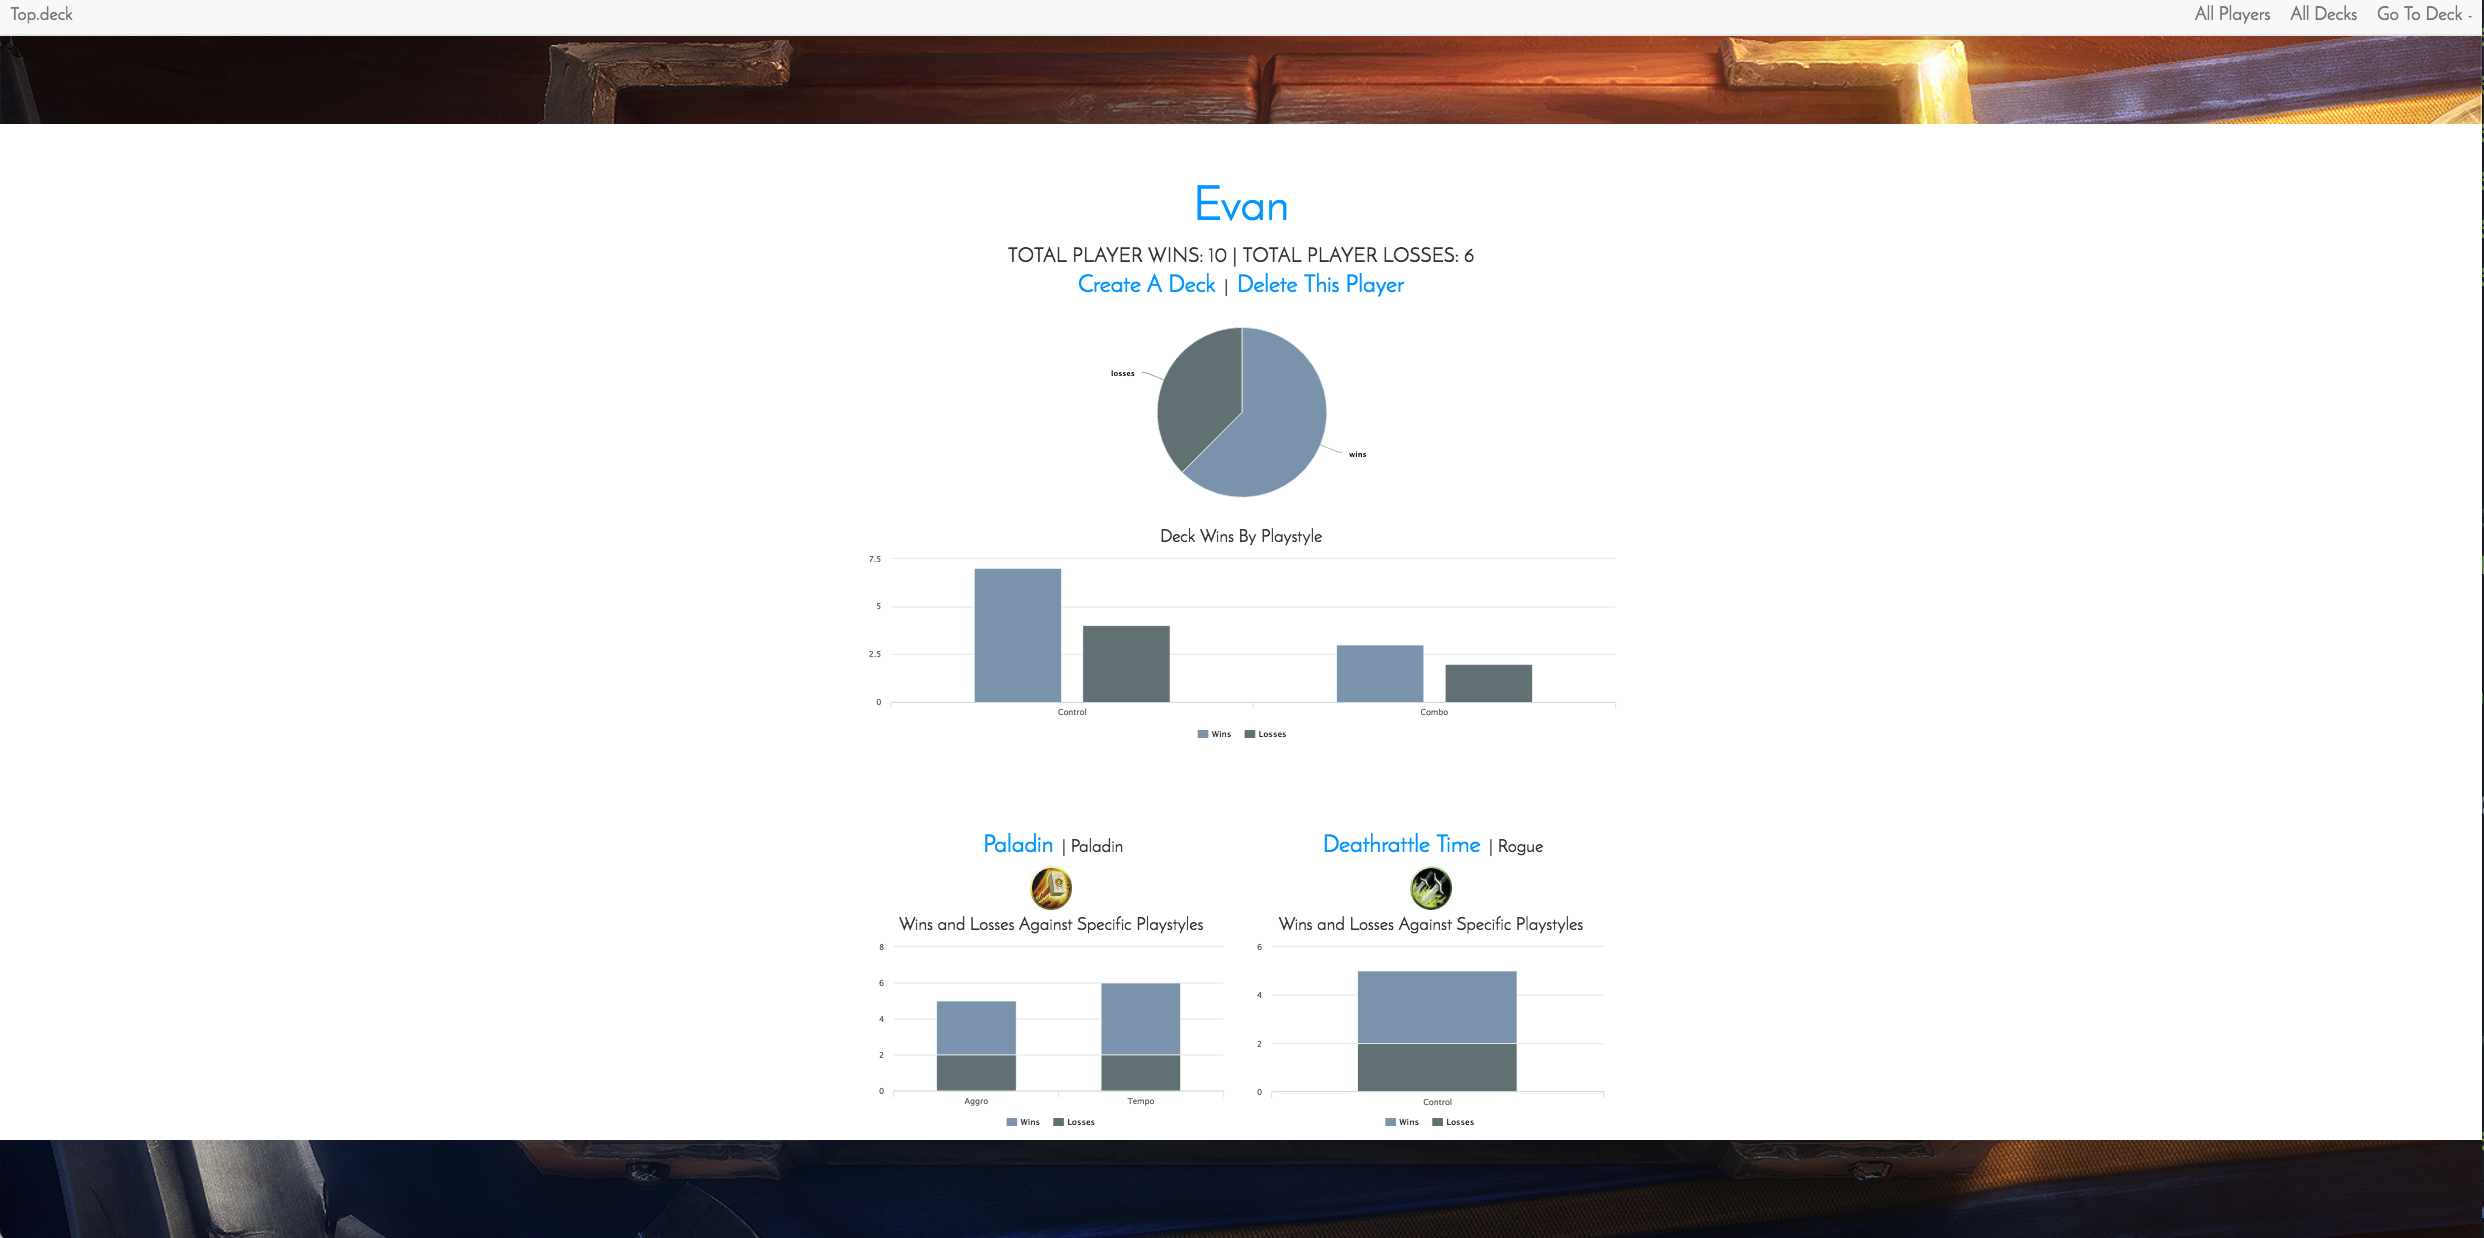 Top.deck All Players All Decks Go To Deck -
Evan
TOTAL PLAYER WINS: 10 | TOTAL PLAYER LOSSES: 6
Create A Deck | Delete This Player
losses
wins
Deck Wins By Playstyle
7.5
5
2.5
0
Control Combo
Wins Losses
Paladin | Paladin
Wins and Losses Against Specific Playstyles
8
6
4
2
0
Aggro Tempo
Wins Losses
Deathrattle Time | Rogue
Wins and Losses Against Specific Playstyles
6
4
2
0
Control
Wins Losses